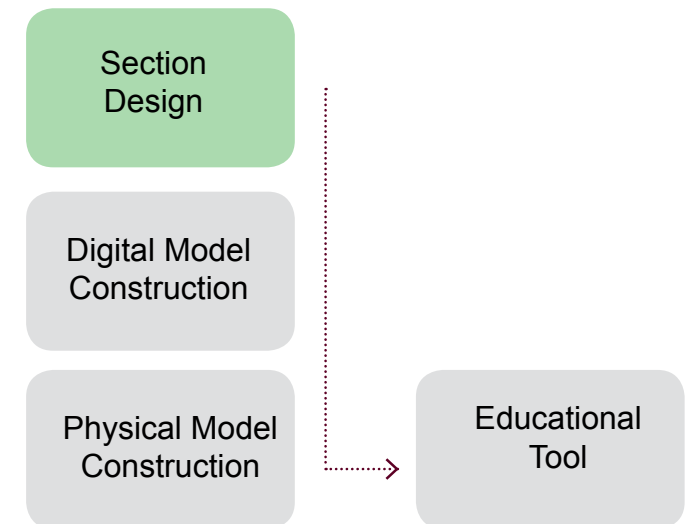 Section
Design
Digital Model
Construction
Physical Model
Construction
Educational
Tool